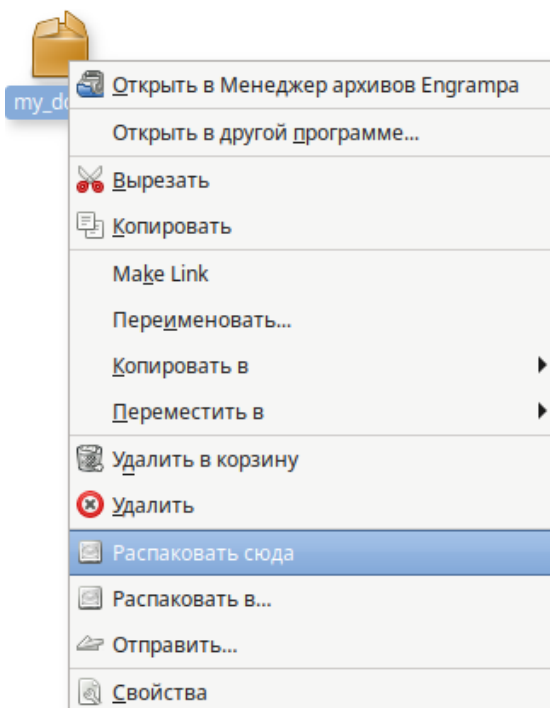 my_do
Открыть в Менеджер архивов Engrampa
Открыть в другой программе...
Вырезать
Копировать
Make Link
Переименовать...
Копировать в
Переместить в
Удалить в корзину
Удалить
Распаковать сюда
Распаковать в...
Отправить...
Свойства